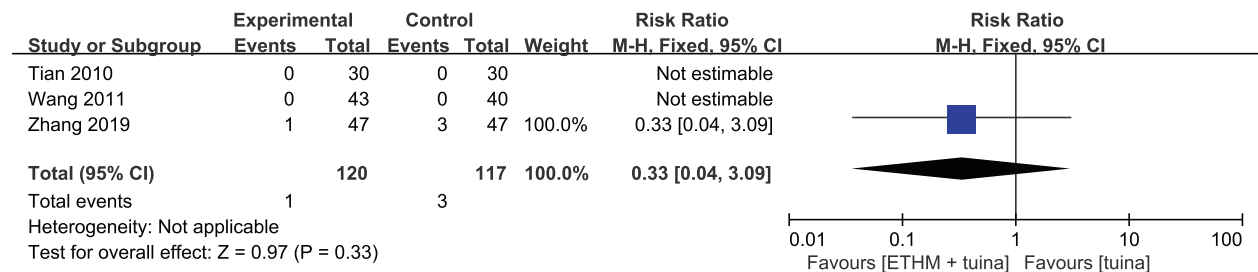 Experimental Control Risk Ratio Risk Ratio
Study or Subgroup Events Total Events Total Weight M-H, Fixed, 95% CI M-H, Fixed, 95% CI
Tian 2010 0 30 0 30 Not estimable
Wang 2011 0 43 0 40 Not estimable
Zhang 2019 1 47 3 47 100.0% 0.33 [0.04, 3.09]
Total (95% CI) 120 117 100.0% 0.33 [0.04, 3.09]
Total events 1 3
Heterogeneity: Not applicable
Test for overall effect: Z = 0.97 (P = 0.33)
0.01 0.1 1 10 100
Favours [ETHM + tuina] Favours [tuina]